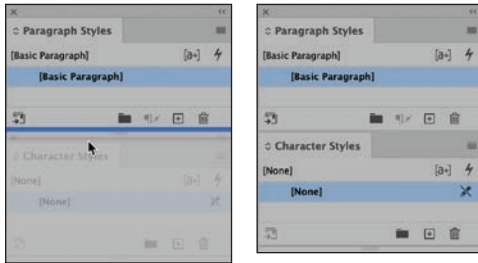 Paragraph Styles
[Basic Paragraph] [a+]
[Basic Paragraph]
Character Styles
[None] [a+]
[None]
Paragraph Styles
[Basic Paragraph] [a+]
[Basic Paragraph]
Character Styles
[None] [a+]
[None]